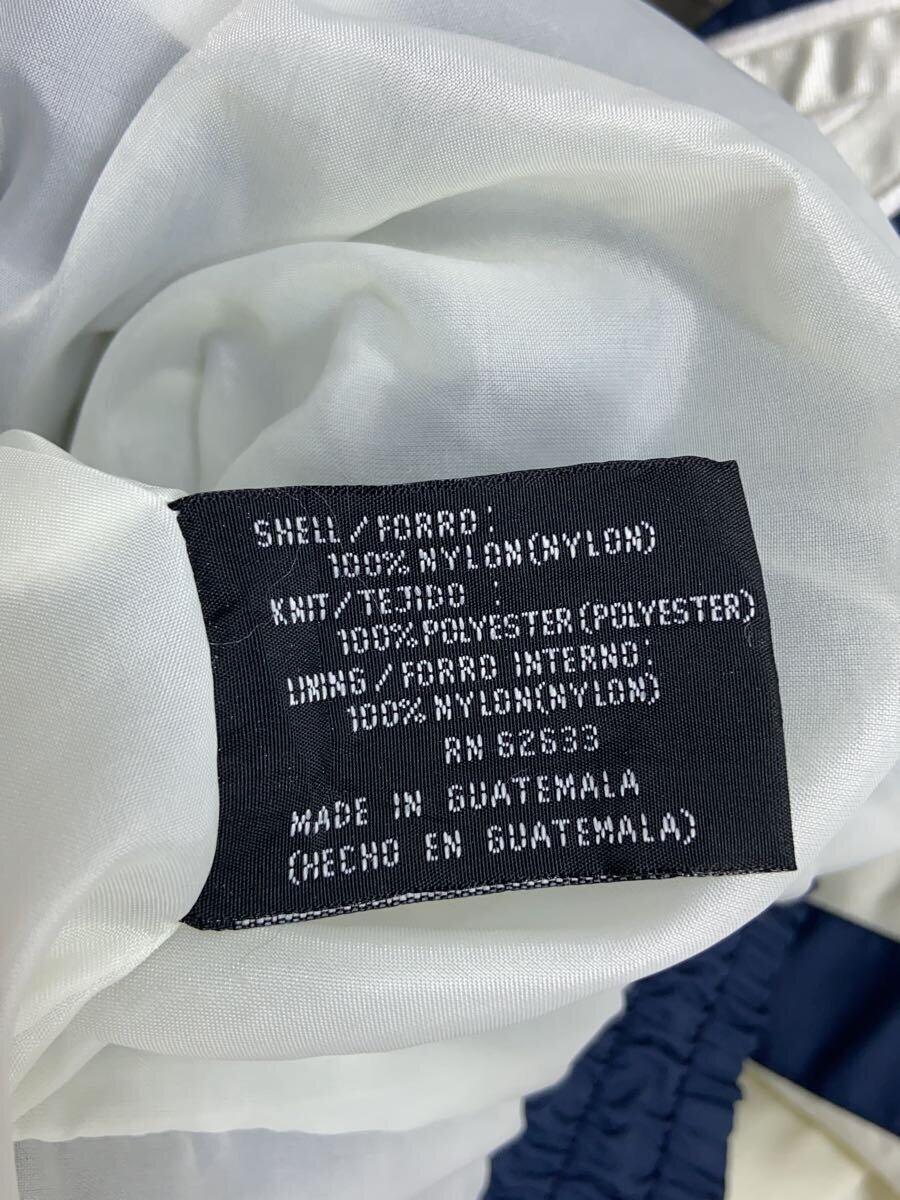 SHELL/FORRO:
100% NYLON(NYLON)
KNIT/TEJIDO :
100% POLYESTER(POLYESTER)
LINING/FORRO INTERNO:
100% NYLON(NYLON)
RN 62633
MADE IN GUATEMALA
(HECHO EN GUATEMALA)